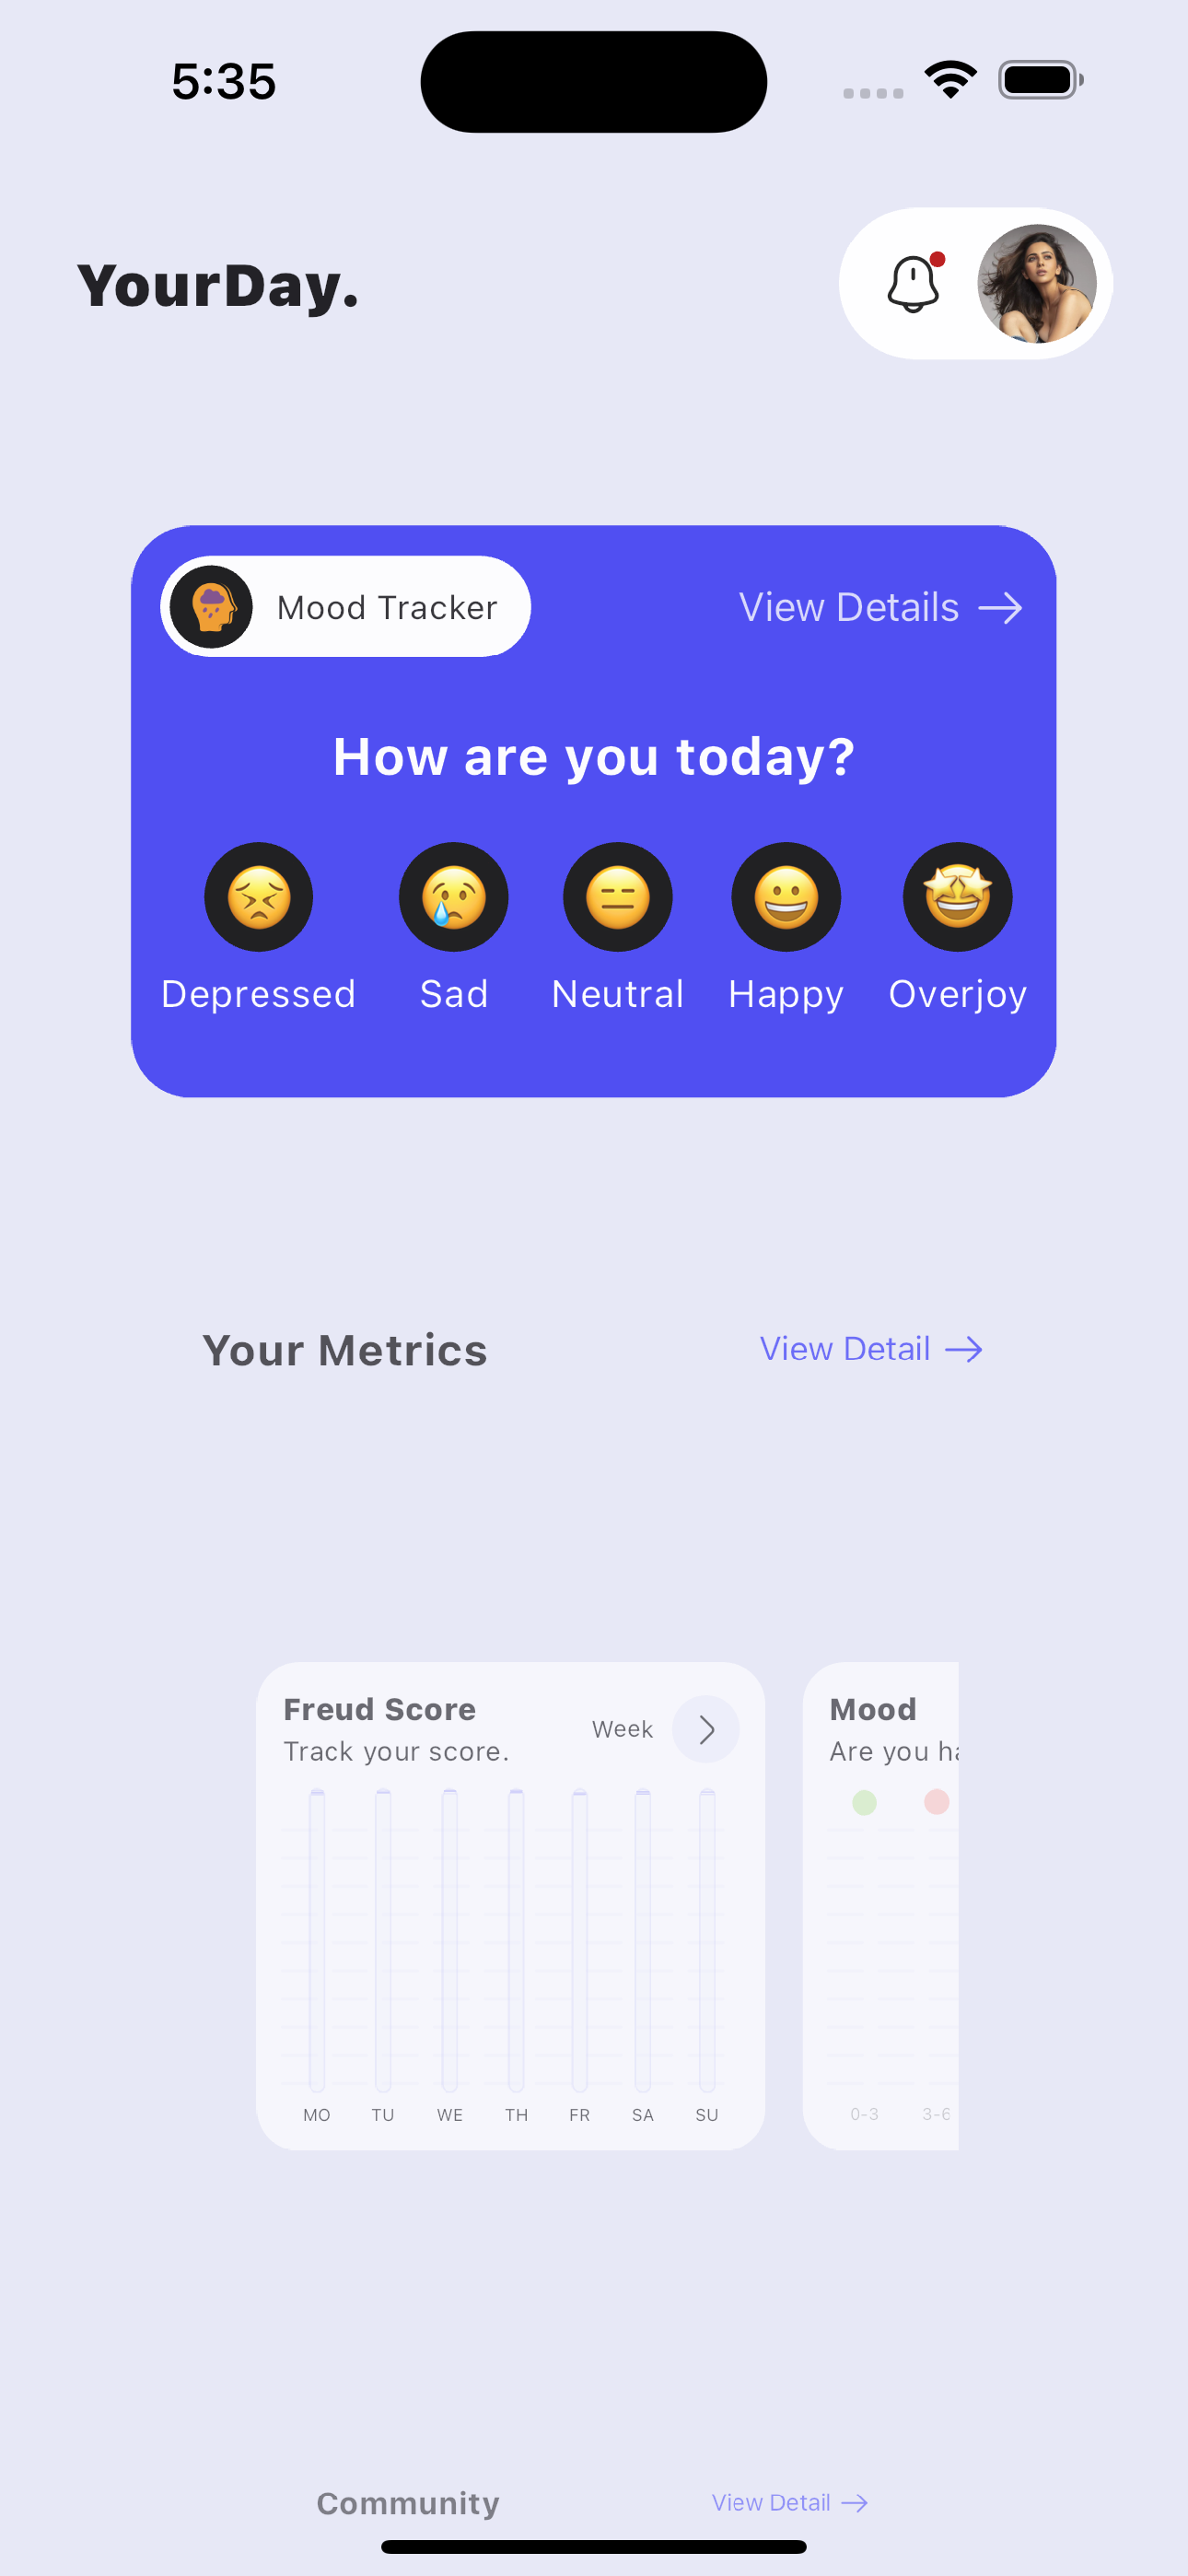 5:35
YourDay.
Mood Tracker
View Details
How are you today?
Depressed
Sad
Neutral
Happy
Overjoy
Your Metrics
View Detail
Freud Score
Track your score.
Week
MO TU WE TH FR SA SU
Mood
Are you ha
0-3 3-6
Community
View Detail